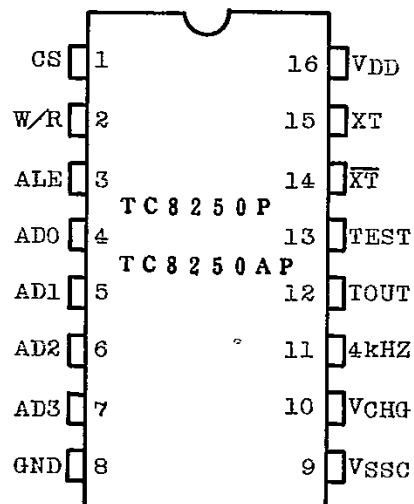 CS 1 16 VDD
W/R 2 15 XT
ALE 3 14 X̅T̅
TC8250P
AD0 4 13 TEST
TC8250AP
AD1 5 12 TOUT
AD2 6 11 4kHZ
AD3 7 10 VCHG
GND 8 9 VSSC